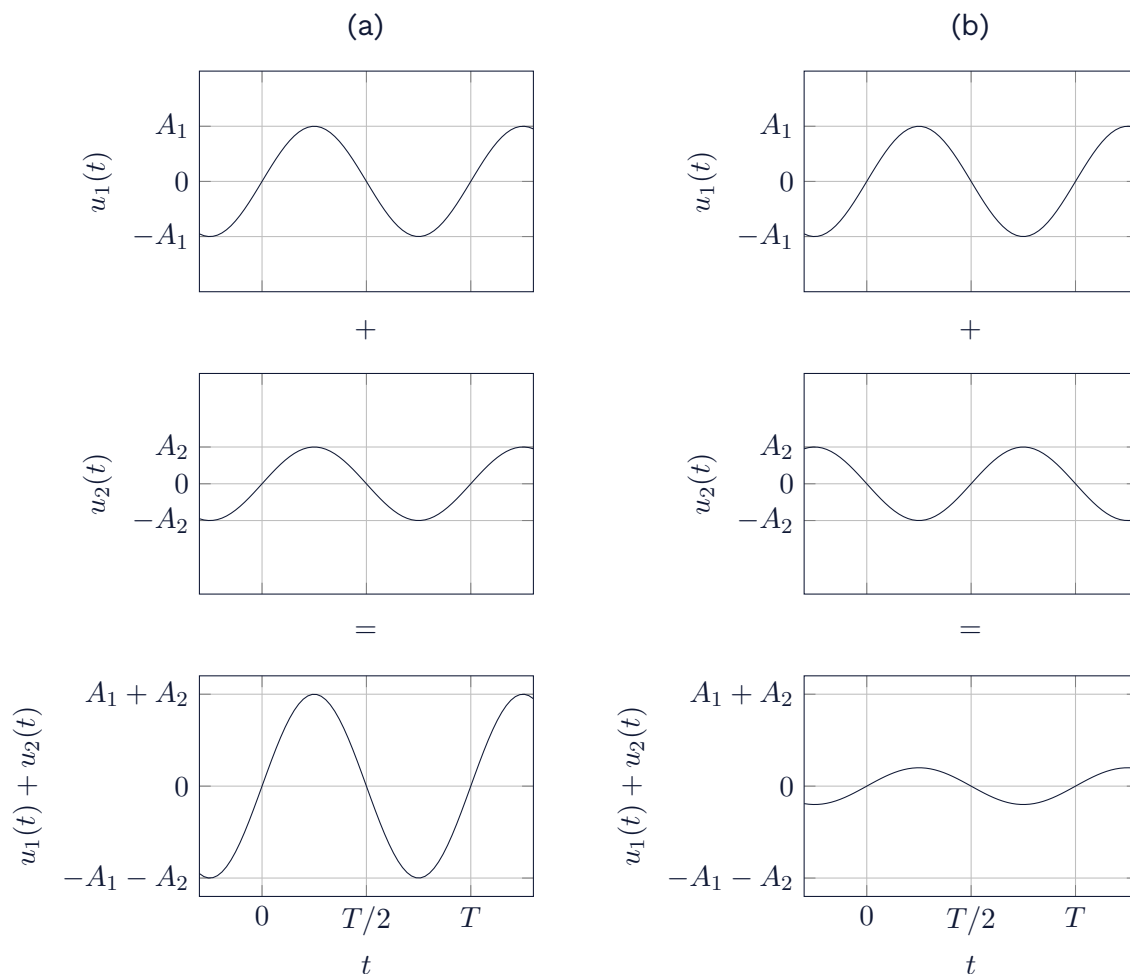 (a)
A₁
0
−A₁
u₁(t)
+
A₂
0
−A₂
u₂(t)
=
A₁ + A₂
0
−A₁ − A₂
u₁(t) + u₂(t)
0 T/2 T
t
(b)
A₁
0
−A₁
u₁(t)
+
A₂
0
−A₂
u₂(t)
=
A₁ + A₂
0
−A₁ − A₂
u₁(t) + u₂(t)
0 T/2 T
t